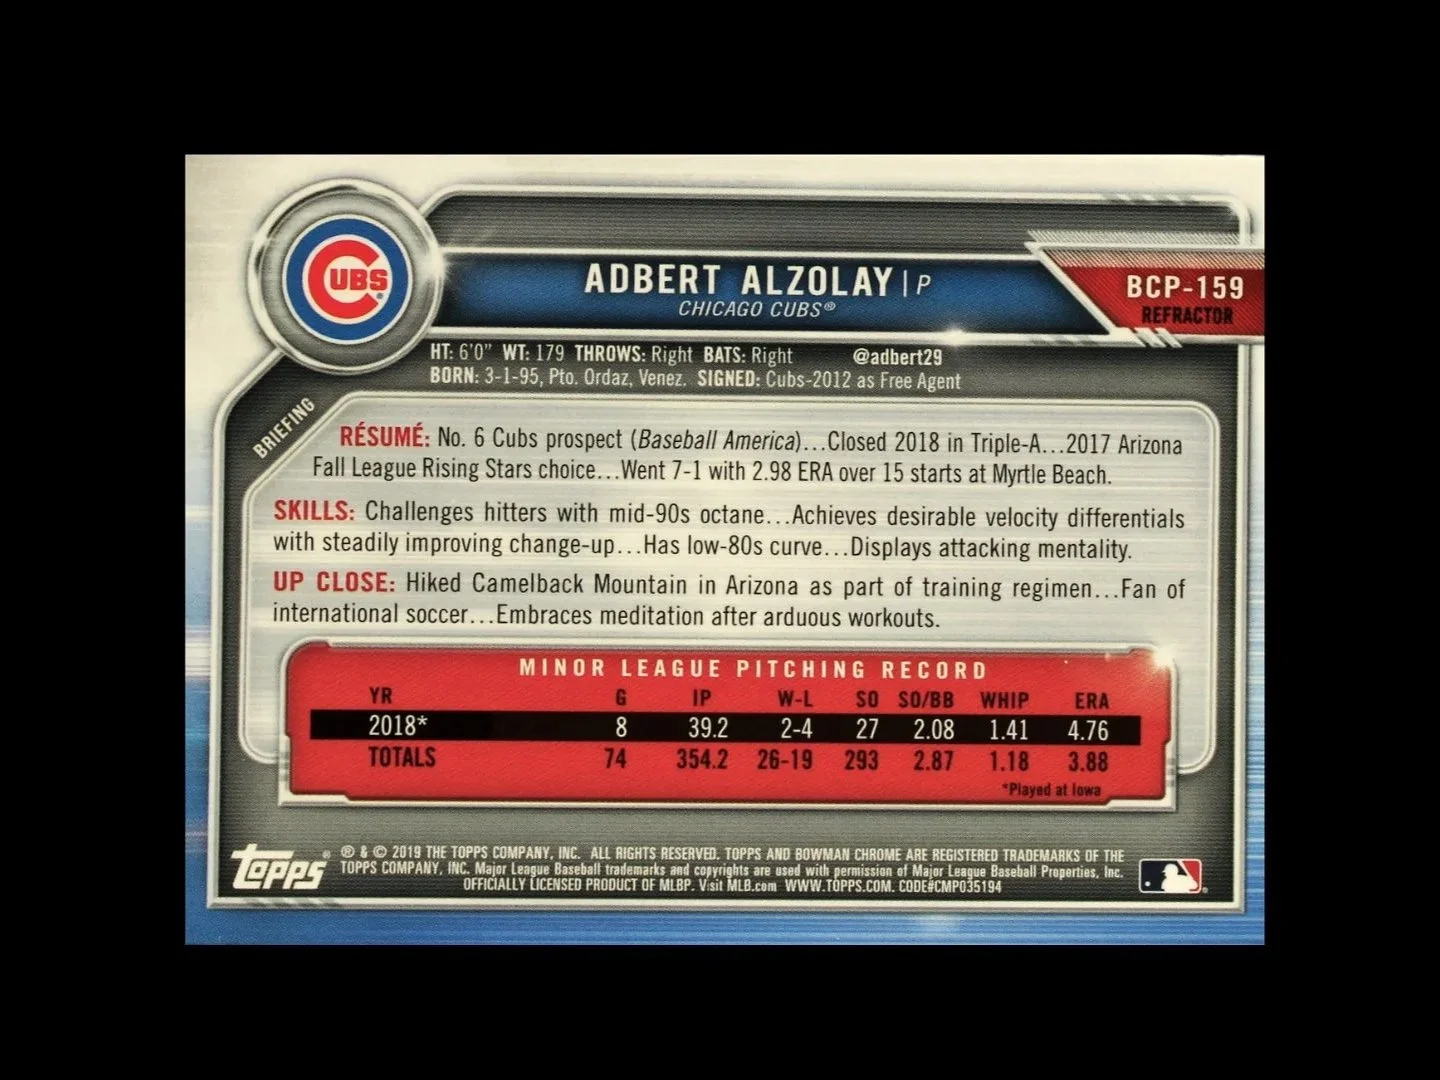 CUBS®
ADBERT ALZOLAY | P
CHICAGO CUBS®
BCP-159
REFRACTOR
HT: 6'0" WT: 179 THROWS: Right BATS: Right @adbert29
BORN: 3-1-95, Pto. Ordaz, Venez. SIGNED: Cubs-2012 as Free Agent
BRIEFING
RÉSUMÉ: No. 6 Cubs prospect (Baseball America)...Closed 2018 in Triple-A...2017 Arizona
Fall League Rising Stars choice...Went 7-1 with 2.98 ERA over 15 starts at Myrtle Beach.
SKILLS: Challenges hitters with mid-90s octane...Achieves desirable velocity differentials
with steadily improving change-up...Has low-80s curve...Displays attacking mentality.
UP CLOSE: Hiked Camelback Mountain in Arizona as part of training regimen...Fan of
international soccer...Embraces meditation after arduous workouts.
MINOR LEAGUE PITCHING RECORD
YR G IP W-L SO SO/BB WHIP ERA
2018* 8 39.2 2-4 27 2.08 1.41 4.76
TOTALS 74 354.2 26-19 293 2.87 1.18 3.88
*Played at Iowa
topps®
® & © 2019 THE TOPPS COMPANY, INC. ALL RIGHTS RESERVED. TOPPS AND BOWMAN CHROME ARE REGISTERED TRADEMARKS OF THE
TOPPS COMPANY, INC. Major League Baseball trademarks and copyrights are used with permission of Major League Baseball Properties, Inc.
OFFICIALLY LICENSED PRODUCT OF MLBP. Visit MLB.com WWW.TOPPS.COM. CODE#CMP035194